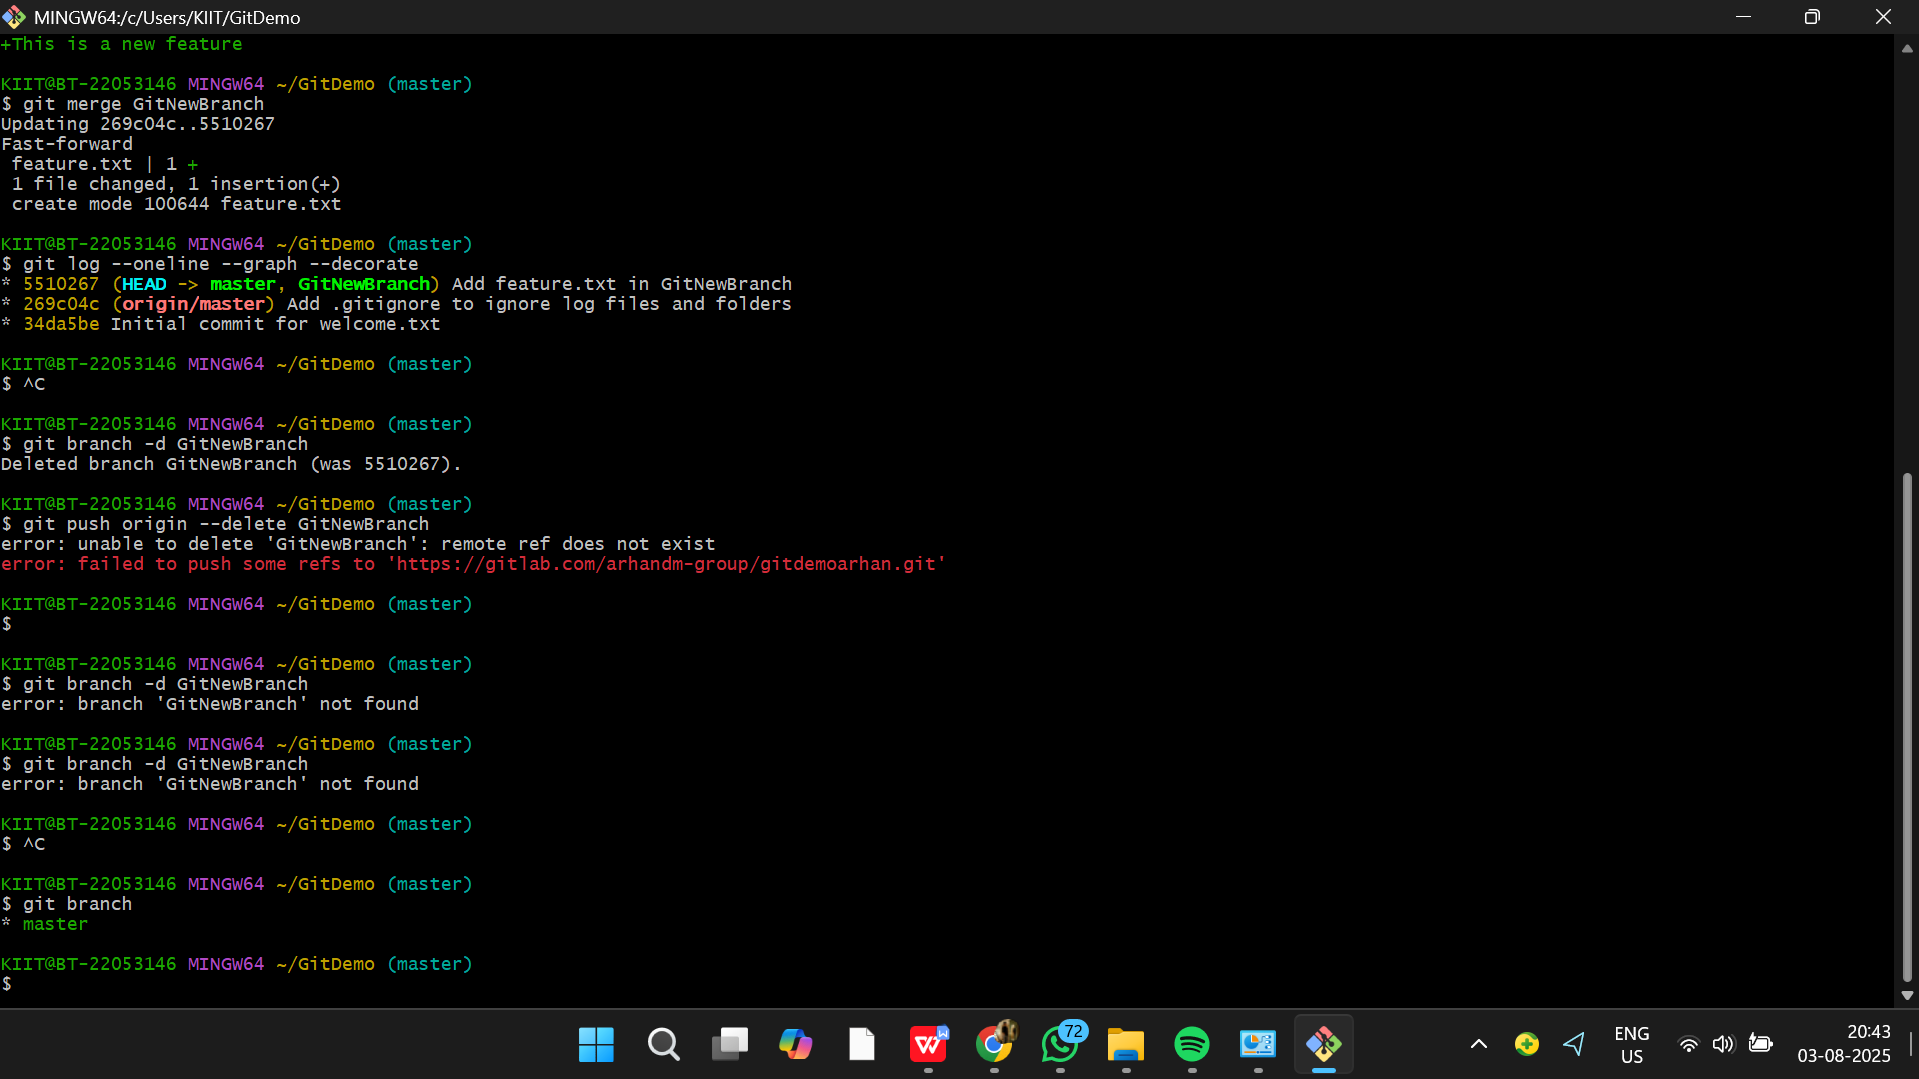 MINGW64:/c/Users/KIIT/GitDemo
+This is a new feature
KIIT@BT-22053146 MINGW64 ~/GitDemo (master)
$ git merge GitNewBranch
Updating 269c04c..5510267
Fast-forward
 feature.txt | 1 +
 1 file changed, 1 insertion(+)
 create mode 100644 feature.txt
KIIT@BT-22053146 MINGW64 ~/GitDemo (master)
$ git log --oneline --graph --decorate
* 5510267 (HEAD -> master, GitNewBranch) Add feature.txt in GitNewBranch
* 269c04c (origin/master) Add .gitignore to ignore log files and folders
* 34da5be Initial commit for welcome.txt
KIIT@BT-22053146 MINGW64 ~/GitDemo (master)
$ ^C
KIIT@BT-22053146 MINGW64 ~/GitDemo (master)
$ git branch -d GitNewBranch
Deleted branch GitNewBranch (was 5510267).
KIIT@BT-22053146 MINGW64 ~/GitDemo (master)
$ git push origin --delete GitNewBranch
error: unable to delete 'GitNewBranch': remote ref does not exist
error: failed to push some refs to 'https://gitlab.com/arhandm-group/gitdemoarhan.git'
KIIT@BT-22053146 MINGW64 ~/GitDemo (master)
$
KIIT@BT-22053146 MINGW64 ~/GitDemo (master)
$ git branch -d GitNewBranch
error: branch 'GitNewBranch' not found
KIIT@BT-22053146 MINGW64 ~/GitDemo (master)
$ git branch -d GitNewBranch
error: branch 'GitNewBranch' not found
KIIT@BT-22053146 MINGW64 ~/GitDemo (master)
$ ^C
KIIT@BT-22053146 MINGW64 ~/GitDemo (master)
$ git branch
* master
KIIT@BT-22053146 MINGW64 ~/GitDemo (master)
$
72
ENG
US
20:43
03-08-2025